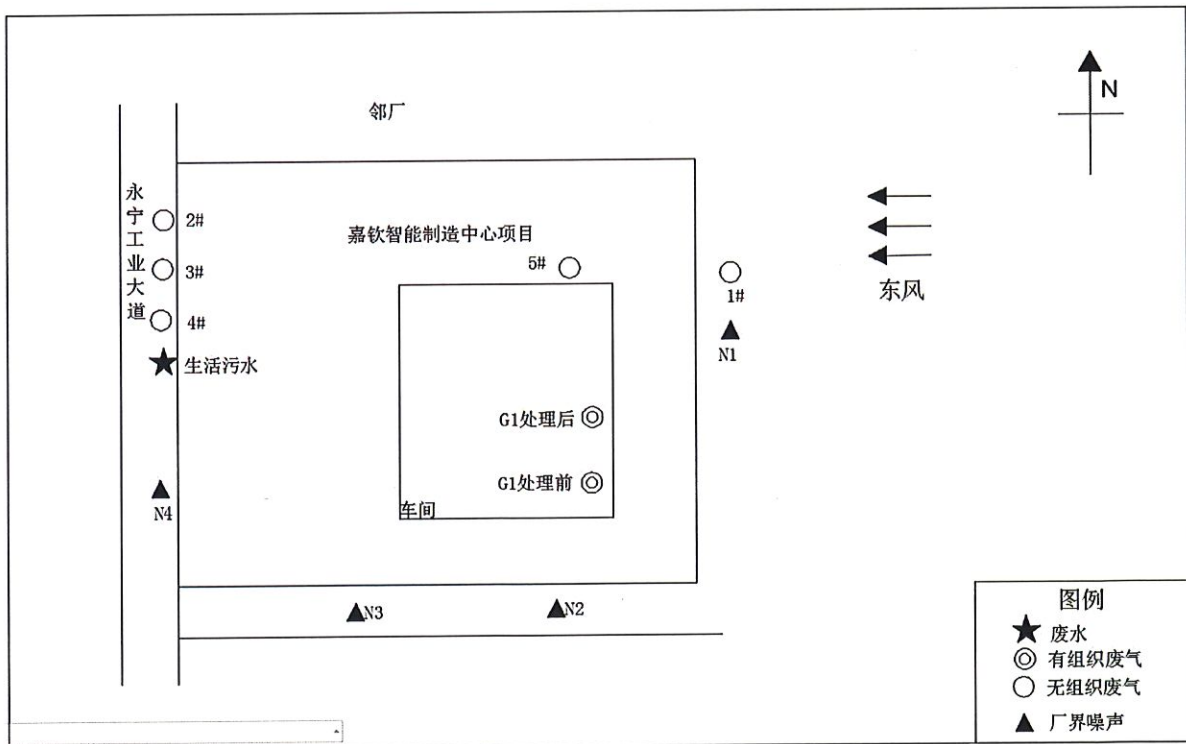 邻厂
N
永宁工业大道
2#
3#
4#
嘉钦智能制造中心项目
5#
1#
东风
N1
生活污水
G1处理后
G1处理前
车间
N4
N3
N2
图例
废水
有组织废气
无组织废气
厂界噪声